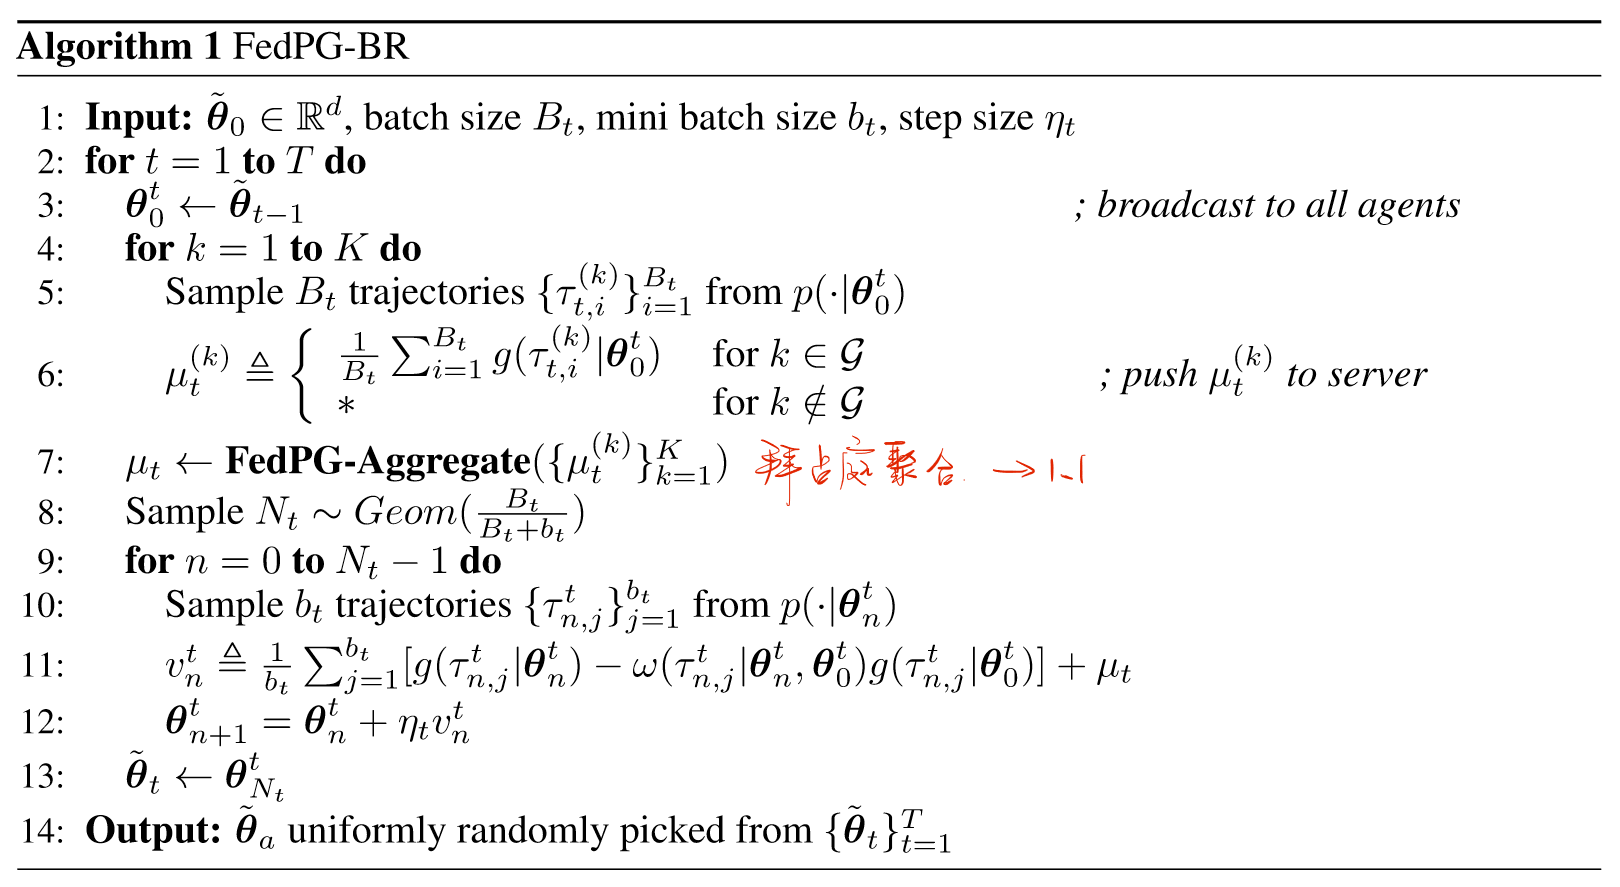 Algorithm 1 FedPG-BR
1: Input: $\tilde{\boldsymbol{\theta}}_0 \in \mathbb{R}^d$, batch size $B_t$, mini batch size $b_t$, step size $\eta_t$
2: for $t = 1$ to $T$ do
3: $\boldsymbol{\theta}_0^t \leftarrow \tilde{\boldsymbol{\theta}}_{t-1}$ ; broadcast to all agents
4: for $k = 1$ to $K$ do
5: Sample $B_t$ trajectories $\{\tau_{t,i}^{(k)}\}_{i=1}^{B_t}$ from $p(\cdot|\boldsymbol{\theta}_0^t)$
6: $\mu_t^{(k)} \triangleq \begin{cases} \frac{1}{B_t} \sum_{i=1}^{B_t} g(\tau_{t,i}^{(k)}|\boldsymbol{\theta}_0^t) & \text{for } k \in \mathcal{G} \\ * & \text{for } k \notin \mathcal{G} \end{cases}$ ; push $\mu_t^{(k)}$ to server
7: $\mu_t \leftarrow$ FedPG-Aggregate$(\{\mu_t^{(k)}\}_{k=1}^K)$ 拜占庭聚合 → 1.1
8: Sample $N_t \sim Geom(\frac{B_t}{B_t+b_t})$
9: for $n = 0$ to $N_t - 1$ do
10: Sample $b_t$ trajectories $\{\tau_{n,j}^t\}_{j=1}^{b_t}$ from $p(\cdot|\boldsymbol{\theta}_n^t)$
11: $v_n^t \triangleq \frac{1}{b_t} \sum_{j=1}^{b_t} [g(\tau_{n,j}^t|\boldsymbol{\theta}_n^t) - \omega(\tau_{n,j}^t|\boldsymbol{\theta}_n^t, \boldsymbol{\theta}_0^t) g(\tau_{n,j}^t|\boldsymbol{\theta}_0^t)] + \mu_t$
12: $\boldsymbol{\theta}_{n+1}^t = \boldsymbol{\theta}_n^t + \eta_t v_n^t$
13: $\tilde{\boldsymbol{\theta}}_t \leftarrow \boldsymbol{\theta}_{N_t}^t$
14: Output: $\tilde{\boldsymbol{\theta}}_a$ uniformly randomly picked from $\{\tilde{\boldsymbol{\theta}}_t\}_{t=1}^T$